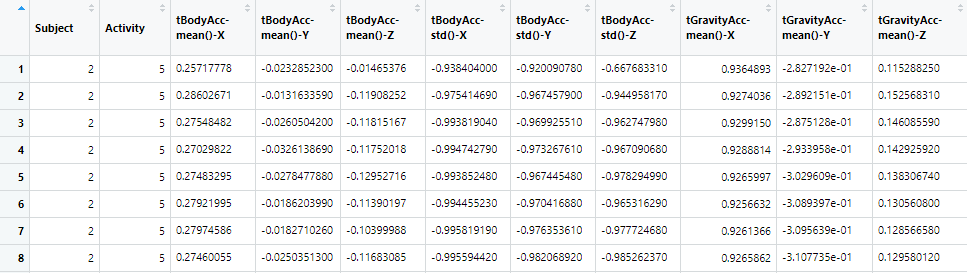 Subject Activity tBodyAcc-mean()-X tBodyAcc-mean()-Y tBodyAcc-mean()-Z tBodyAcc-std()-X tBodyAcc-std()-Y tBodyAcc-std()-Z tGravityAcc-mean()-X tGravityAcc-mean()-Y tGravityAcc-mean()-Z
1 2 5 0.25717778 -0.0232852300 -0.01465376 -0.938404000 -0.920090780 -0.667683310 0.9364893 -2.827192e-01 0.115288250
2 2 5 0.28602671 -0.0131633590 -0.11908252 -0.975414690 -0.967457900 -0.944958170 0.9274036 -2.892151e-01 0.152568310
3 2 5 0.27548482 -0.0260504200 -0.11815167 -0.993819040 -0.969925510 -0.962747980 0.9299150 -2.875128e-01 0.146085590
4 2 5 0.27029822 -0.0326138690 -0.11752018 -0.994742790 -0.973267610 -0.967090680 0.9288814 -2.933958e-01 0.142925920
5 2 5 0.27483295 -0.0278477880 -0.12952716 -0.993852480 -0.967445480 -0.978294990 0.9265997 -3.029609e-01 0.138306740
6 2 5 0.27921995 -0.0186203990 -0.11390197 -0.994455230 -0.970416880 -0.965316290 0.9256632 -3.089397e-01 0.130560800
7 2 5 0.27974586 -0.0182710260 -0.10399988 -0.995819190 -0.976353610 -0.977724680 0.9261366 -3.095639e-01 0.128566580
8 2 5 0.27460055 -0.0250351300 -0.11683085 -0.995594420 -0.982068920 -0.985262370 0.9265862 -3.107735e-01 0.129580120